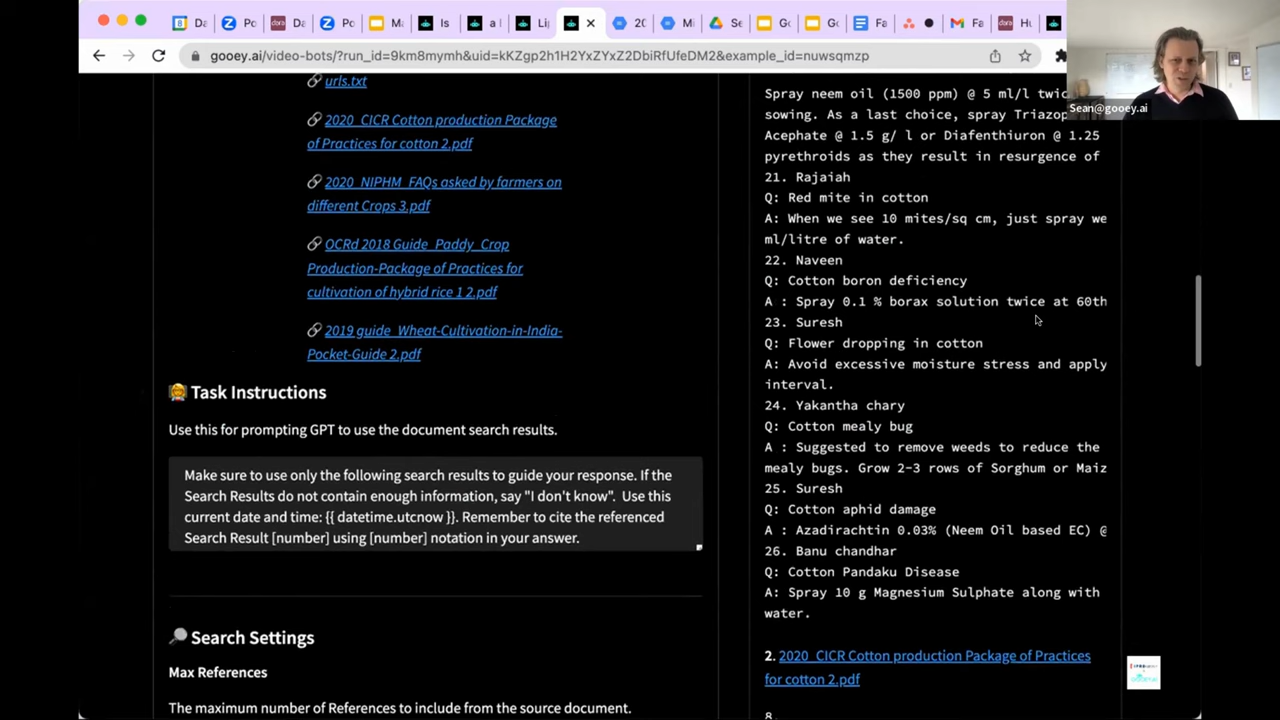 Is
a l
Li
20
Mi
Se
Fa
gooey.ai/video-bots/?run_id=9km8mymh&uid=kKZgp2h1H2YxZyYxZ2DbiRfUfeDM2&example_id=nuwsqmzp
Sean@gooey.ai
urls.txt
2020_CICR Cotton production Package
of Practices for cotton 2.pdf
2020_NIPHM_FAQs asked by farmers on
different Crops 3.pdf
OCRd 2018 Guide_Paddy_Crop
Production-Package of Practices for
cultivation of hybrid rice 1 2.pdf
2019 guide_Wheat-Cultivation-in-India-
Pocket-Guide 2.pdf
Task Instructions
Use this for prompting GPT to use the document search results.
Make sure to use only the following search results to guide your response. If the
Search Results do not contain enough information, say "I don't know". Use this
current date and time: {{ datetime.utcnow }}. Remember to cite the referenced
Search Result [number] using [number] notation in your answer.
Search Settings
Max References
The maximum number of References to include from the source document.
Spray neem oil (1500 ppm) @ 5 ml/l twic
sowing. As a last choice, spray Triazop
Acephate @ 1.5 g/ l or Diafenthiuron @ 1.25
pyrethroids as they result in resurgence of
21. Rajaiah
Q: Red mite in cotton
A: When we see 10 mites/sq cm, just spray we
ml/litre of water.
22. Naveen
Q: Cotton boron deficiency
A : Spray 0.1 % borax solution twice at 60th
23. Suresh
Q: Flower dropping in cotton
A: Avoid excessive moisture stress and apply
interval.
24. Yakantha chary
Q: Cotton mealy bug
A : Suggested to remove weeds to reduce the
mealy bugs. Grow 2-3 rows of Sorghum or Maiz
25. Suresh
Q: Cotton aphid damage
A : Azadirachtin 0.03% (Neem Oil based EC) @
26. Banu chandhar
Q: Cotton Pandaku Disease
A: Spray 10 g Magnesium Sulphate along with
water.
2. 2020_CICR Cotton production Package of Practices
for cotton 2.pdf
8.